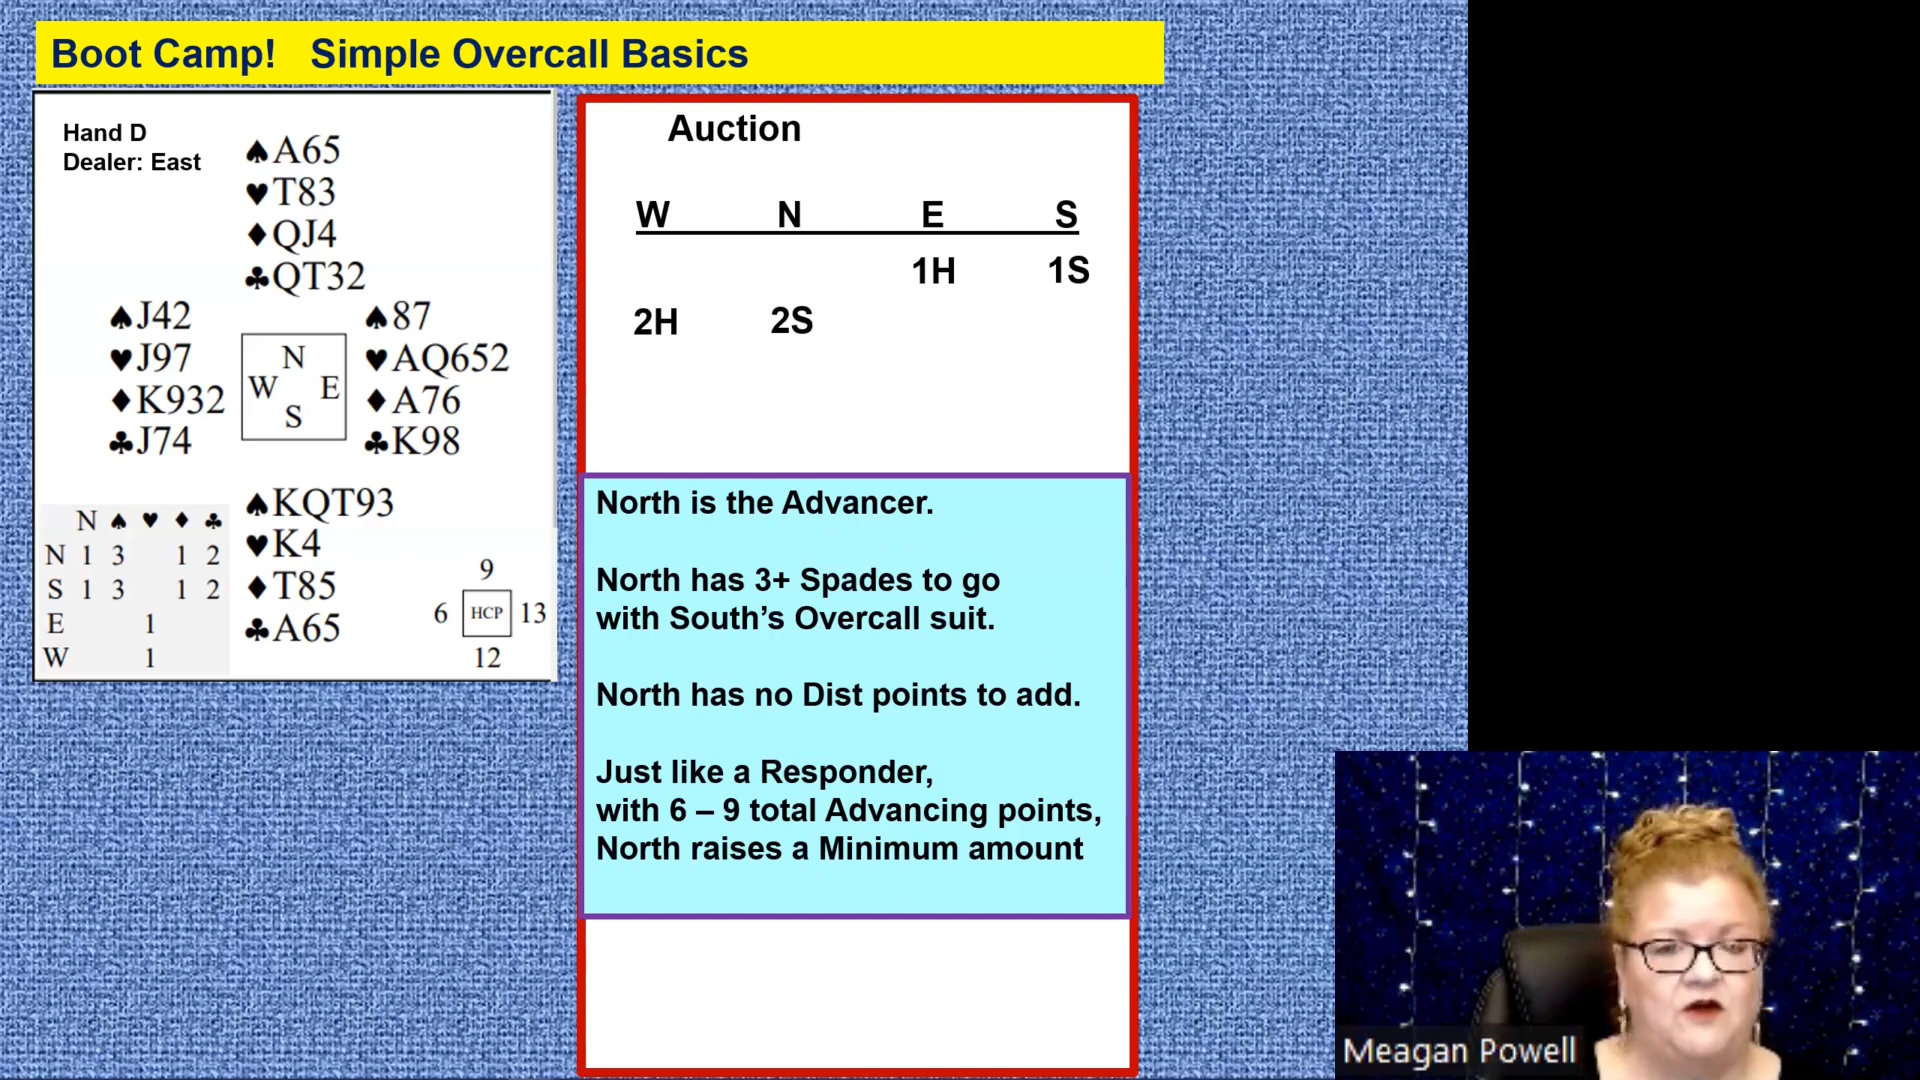 Boot Camp!   Simple Overcall Basics
Hand D
Dealer: East
♠A65
♥T83
♦QJ4
♣QT32
♠J42
♥J97
♦K932
♣J74
N
W E
S
♠87
♥AQ652
♦A76
♣K98
♠KQT93
♥K4
♦T85
♣A65
N ♠ ♥ ♦ ♣
N 1 3 1 2
S 1 3 1 2
E 1
W 1
9
6 HCP 13
12
Auction
W N E S
1H 1S
2H 2S
North is the Advancer.
North has 3+ Spades to go
with South’s Overcall suit.
North has no Dist points to add.
Just like a Responder,
with 6 – 9 total Advancing points,
North raises a Minimum amount
Meagan Powell